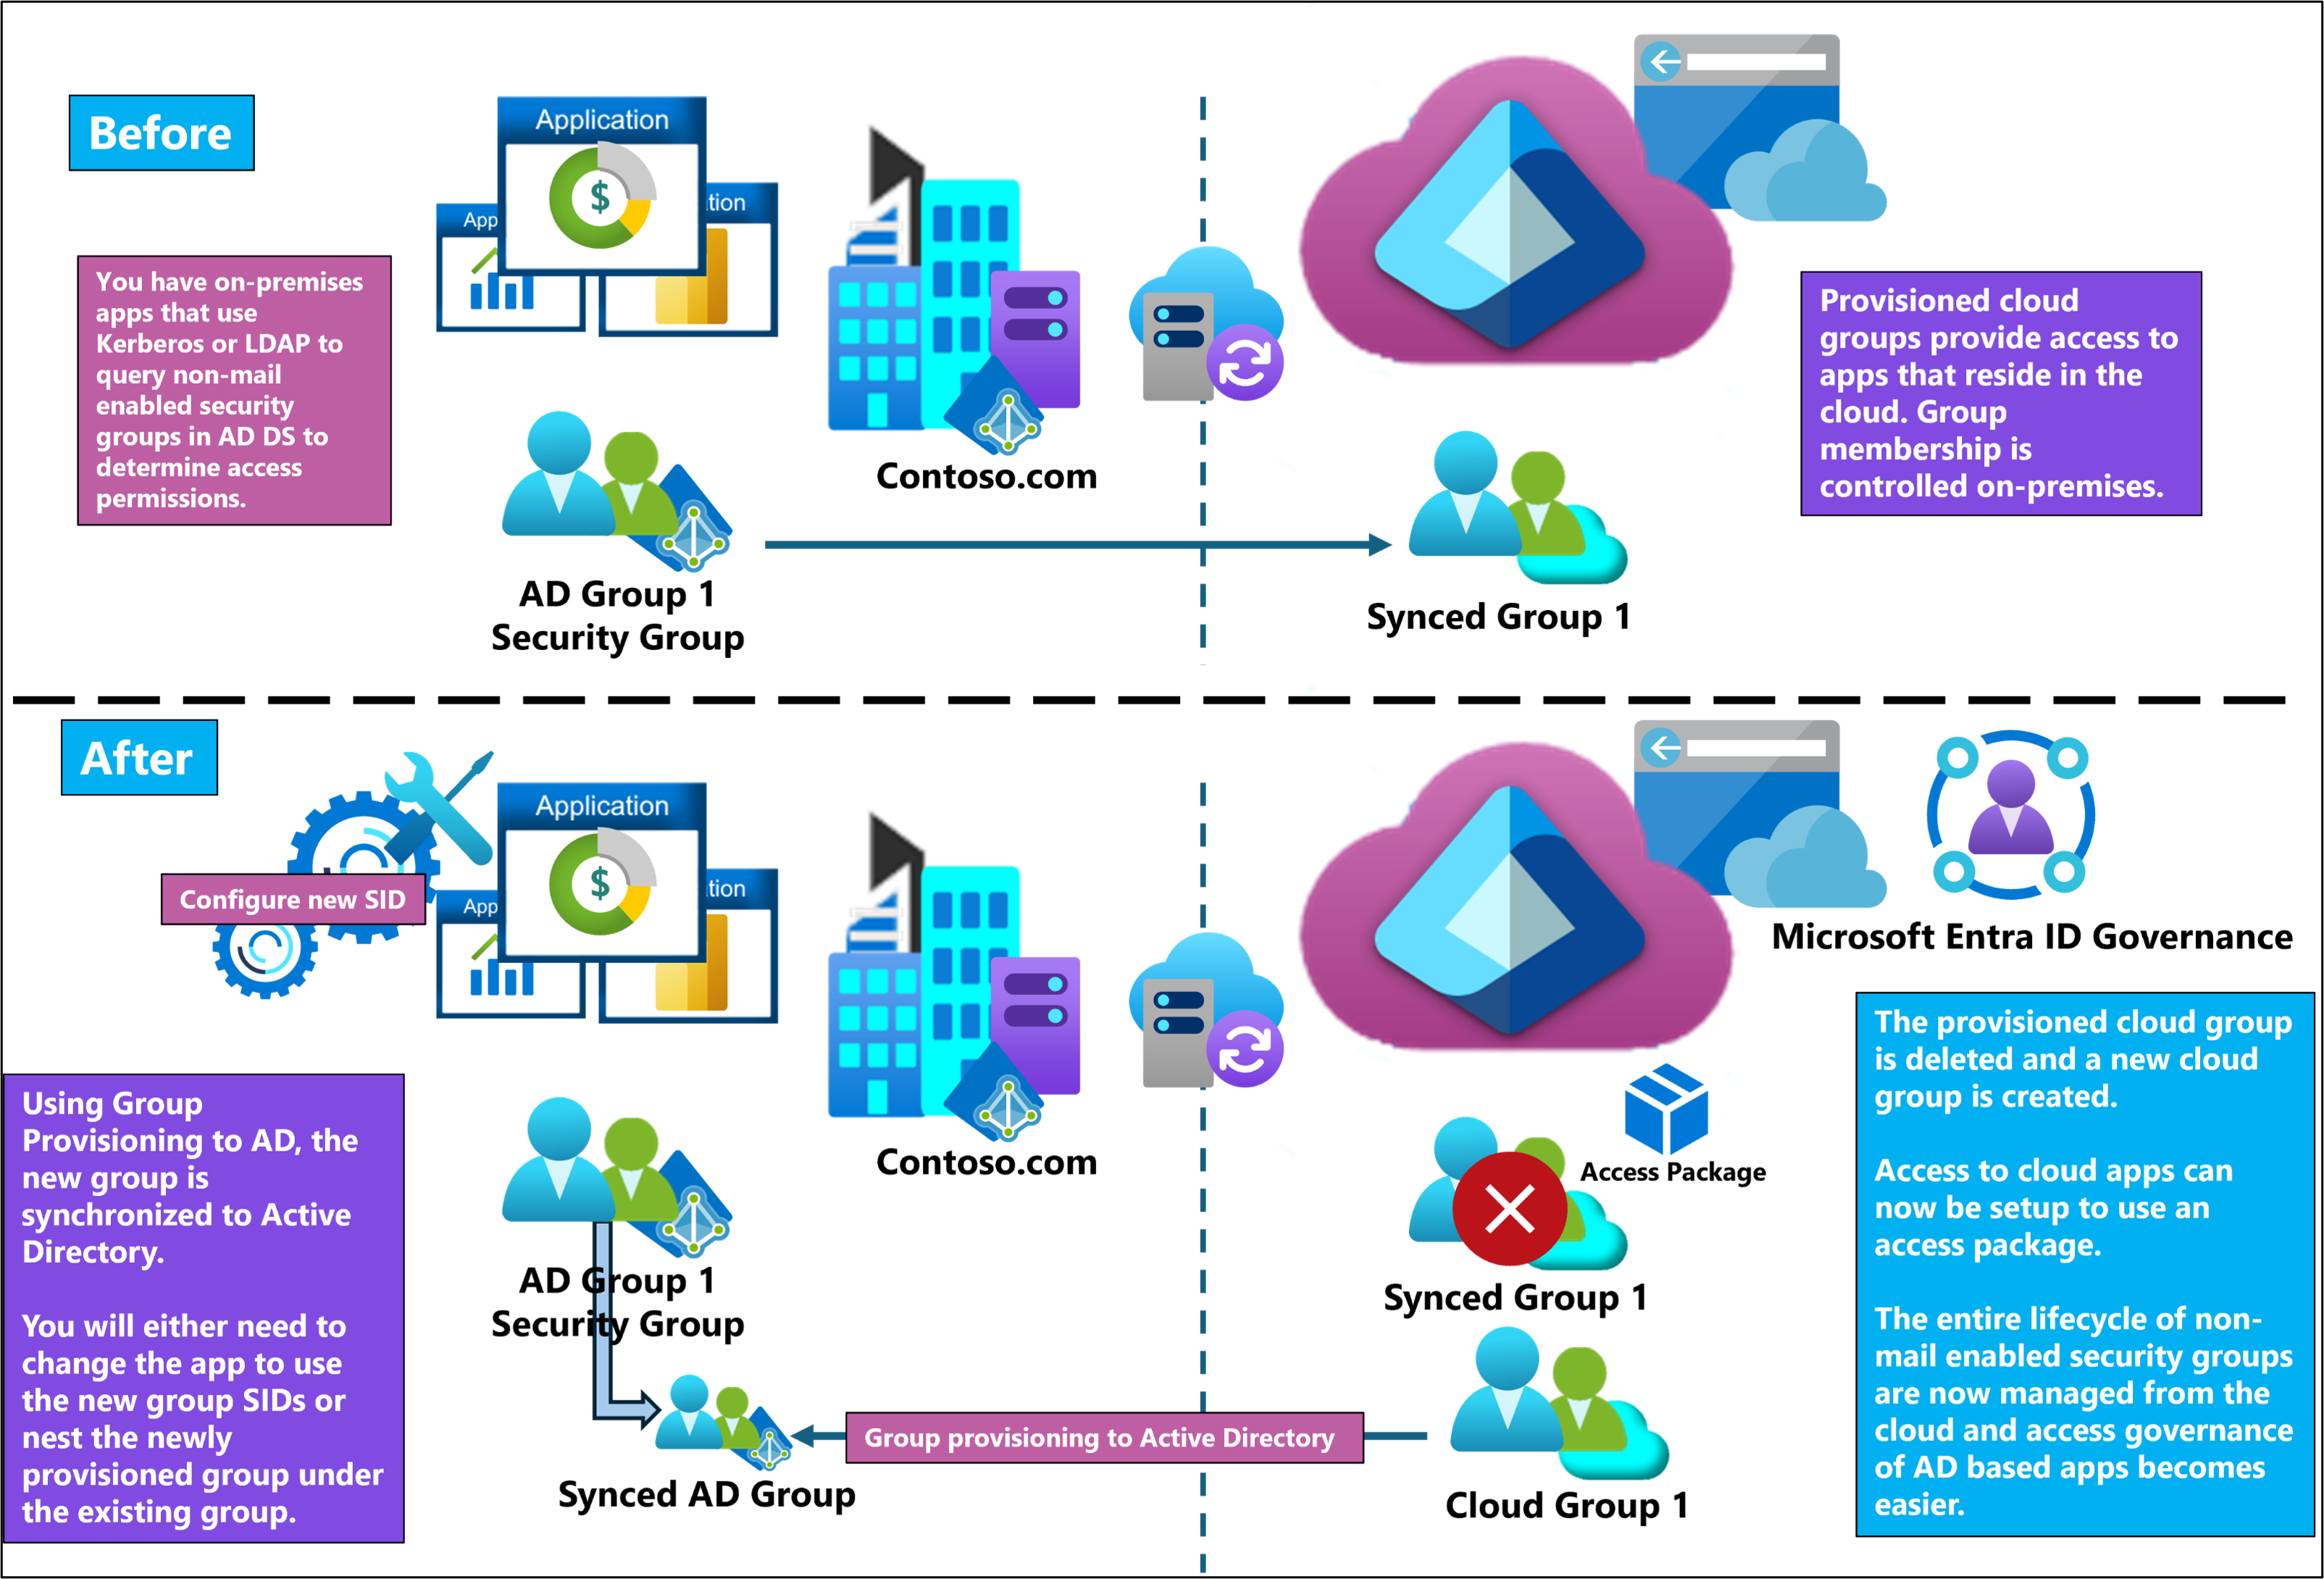 Before
Application
App
tion
$
You have on-premises
apps that use
Kerberos or LDAP to
query non-mail
enabled security
groups in AD DS to
determine access
permissions.
Contoso.com
Provisioned cloud
groups provide access to
apps that reside in the
cloud. Group
membership is
controlled on-premises.
AD Group 1
Security Group
Synced Group 1
After
Application
App
tion
$
Configure new SID
Microsoft Entra ID Governance
Using Group
Provisioning to AD, the
new group is
synchronized to Active
Directory.
You will either need to
change the app to use
the new group SIDs or
nest the newly
provisioned group under
the existing group.
Contoso.com
Access Package
AD Group 1
Security Group
Synced Group 1
Group provisioning to Active Directory
Synced AD Group
Cloud Group 1
The provisioned cloud group
is deleted and a new cloud
group is created.
Access to cloud apps can
now be setup to use an
access package.
The entire lifecycle of non-
mail enabled security groups
are now managed from the
cloud and access governance
of AD based apps becomes
easier.